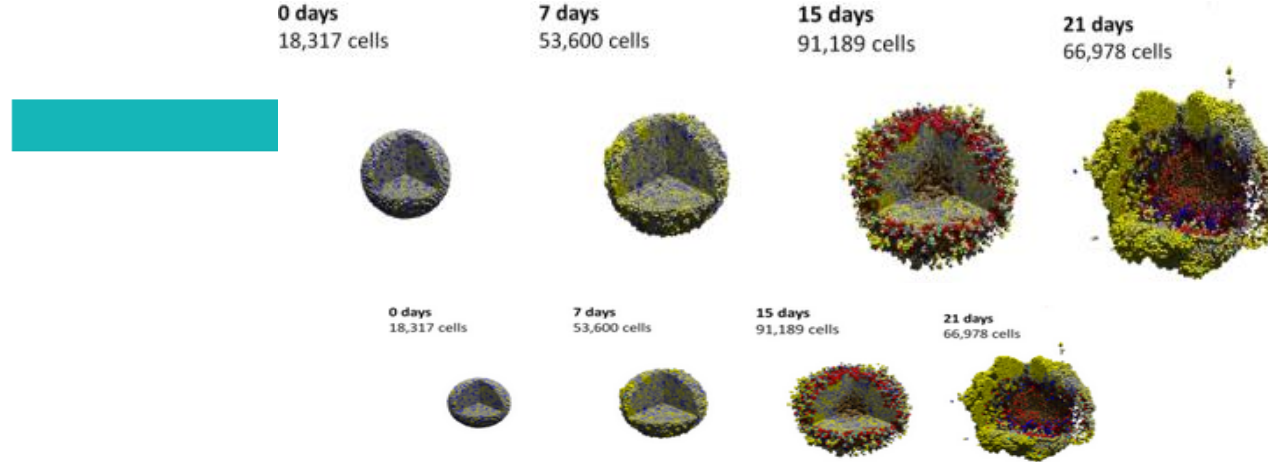 0 days
18,317 cells
7 days
53,600 cells
15 days
91,189 cells
21 days
66,978 cells
0 days
18,317 cells
7 days
53,600 cells
15 days
91,189 cells
21 days
66,978 cells